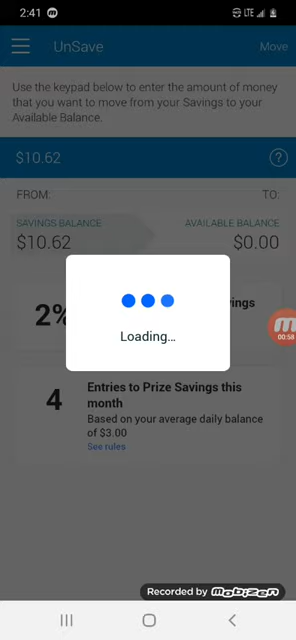 2:41
LTE
UnSave
Move
Use the keypad below to enter the amount of money
that you want to move from your Savings to your
Available Balance.
$10.62
?
FROM:
TO:
SAVINGS BALANCE
AVAILABLE BALANCE
$10.62
$0.00
2%
Loading...
00:58
4
Entries to Prize Savings this
month
Based on your average daily balance
of $3.00
See rules
Recorded by mobizen